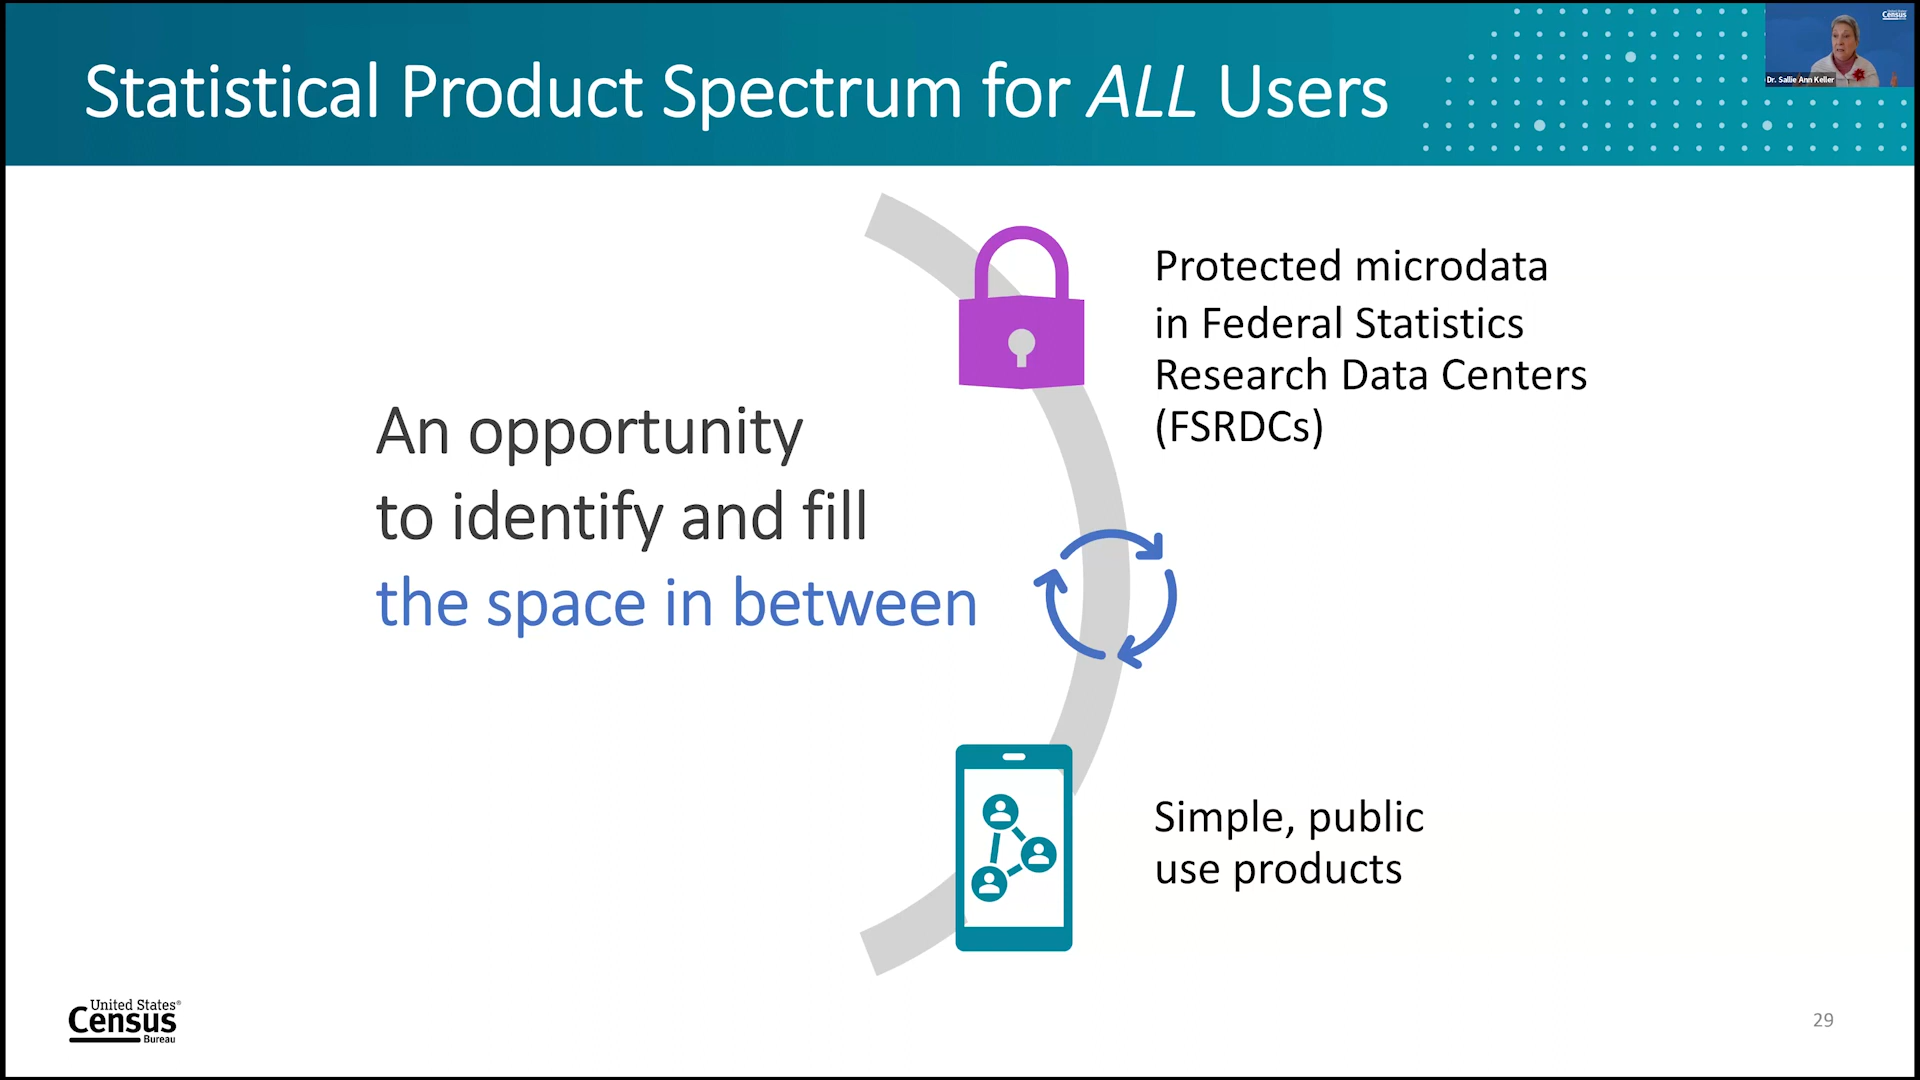 Statistical Product Spectrum for ALL Users
Census
Dr. Sallie Ann Keller
Protected microdata
in Federal Statistics
Research Data Centers
(FSRDCs)
An opportunity
to identify and fill
the space in between
Simple, public
use products
United States®
Census
Bureau
29